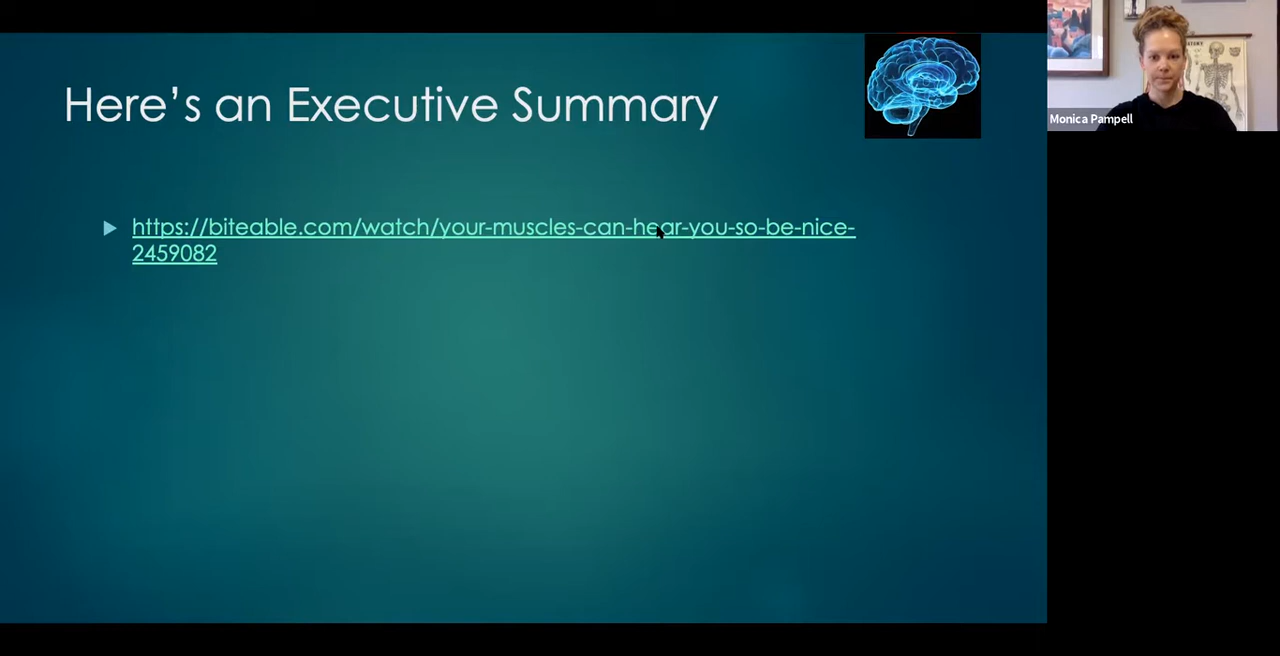 Here's an Executive Summary
https://biteable.com/watch/your-muscles-can-hear-you-so-be-nice-
2459082
Monica Pampell